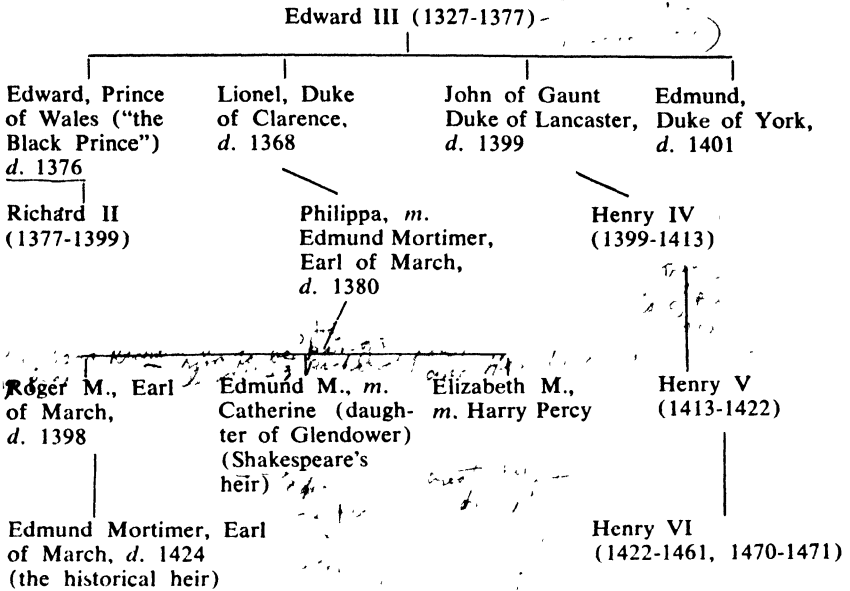 Edward III (1327-1377)
Edward, Prince
of Wales (“the
Black Prince”)
d. 1376
Lionel, Duke
of Clarence,
d. 1368
John of Gaunt
Duke of Lancaster,
d. 1399
Edmund,
Duke of York,
d. 1401
Richard II
(1377-1399)
Philippa, m.
Edmund Mortimer,
Earl of March,
d. 1380
Henry IV
(1399-1413)
Roger M., Earl
of March,
d. 1398
Edmund M., m.
Catherine (daugh-
ter of Glendower)
(Shakespeare’s
heir)
Elizabeth M.,
m. Harry Percy
Henry V
(1413-1422)
Edmund Mortimer, Earl
of March, d. 1424
(the historical heir)
Henry VI
(1422-1461, 1470-1471)